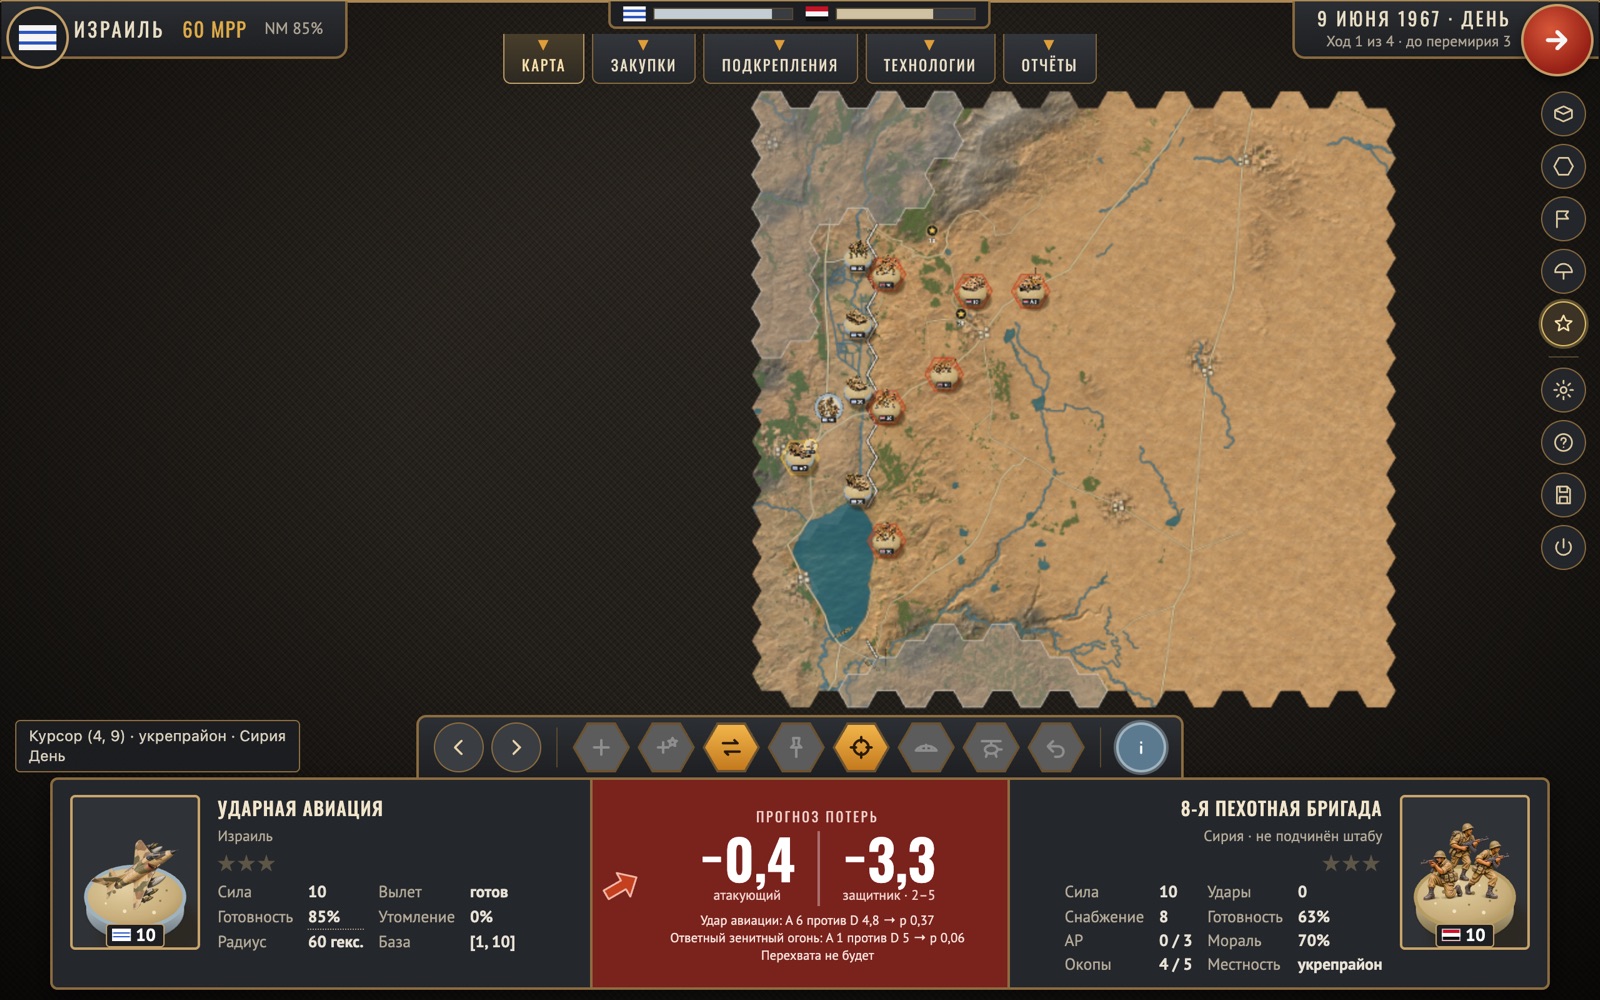 ИЗРАИЛЬ 60 MPP NM 85%
9 ИЮНЯ 1967 · ДЕНЬ
Ход 1 из 4 · до перемирия 3
КАРТА ЗАКУПКИ ПОДКРЕПЛЕНИЯ ТЕХНОЛОГИИ ОТЧЁТЫ
Курсор (4, 9) · укрепрайон · Сирия
День
УДАРНАЯ АВИАЦИЯ
Израиль
Сила 10 Вылет готов
Готовность 85% Утомление 0%
Радиус 60 гекс. База [1, 10]
10
ПРОГНОЗ ПОТЕРЬ
−0,4 −3,3
атакующий защитник · 2–5
Удар авиации: A 6 против D 4,8 → p 0,37
Ответный зенитный огонь: A 1 против D 5 → p 0,06
Перехвата не будет
8-Я ПЕХОТНАЯ БРИГАДА
Сирия · не подчинён штабу
Сила 10 Удары 0
Снабжение 8 Готовность 63%
AP 0 / 3 Мораль 70%
Окопы 4 / 5 Местность укрепрайон
10